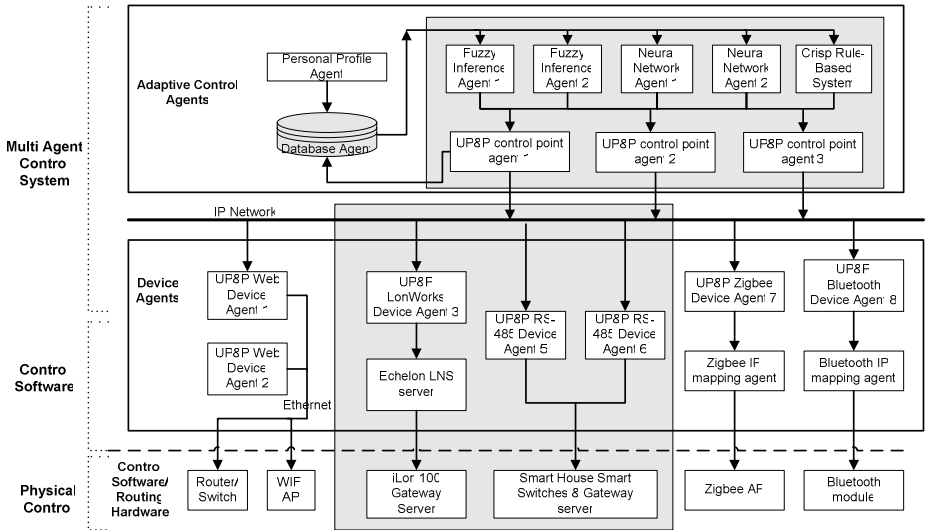 Personal Profile
Agent
Adaptive Control
Agents
Database Agent
Fuzzy
Inference
Agent 1
Fuzzy
Inference
Agent 2
Neura
Network
Agent 1
Neura
Network
Agent 2
Crisp Rule-
Based
System
UP&P control point
agent 1
UP&P control point
agent 2
UP&P control point
agent 3
Multi Agent
Contro
System
IP Network
Device
Agents
UP&P Web
Device
Agent 1
UP&P Web
Device
Agent 2
Ethernet
UP&F
LonWorks
Device Agent 3
Echelon LNS
server
UP&P RS-
485 Device
Agent 5
UP&P RS-
485 Device
Agent 6
UP&P Zigbee
Device Agent 7
Zigbee IF
mapping agent
UP&F
Bluetooth
Device Agent 8
Bluetooth IP
mapping agent
Contro
Software
Physical
Contro
Contro
Software/
Routing
Hardware
Router/
Switch
WIF
AP
iLor 100
Gateway
Server
Smart House Smart
Switches & Gateway
server
Zigbee AF
Bluetooth
module